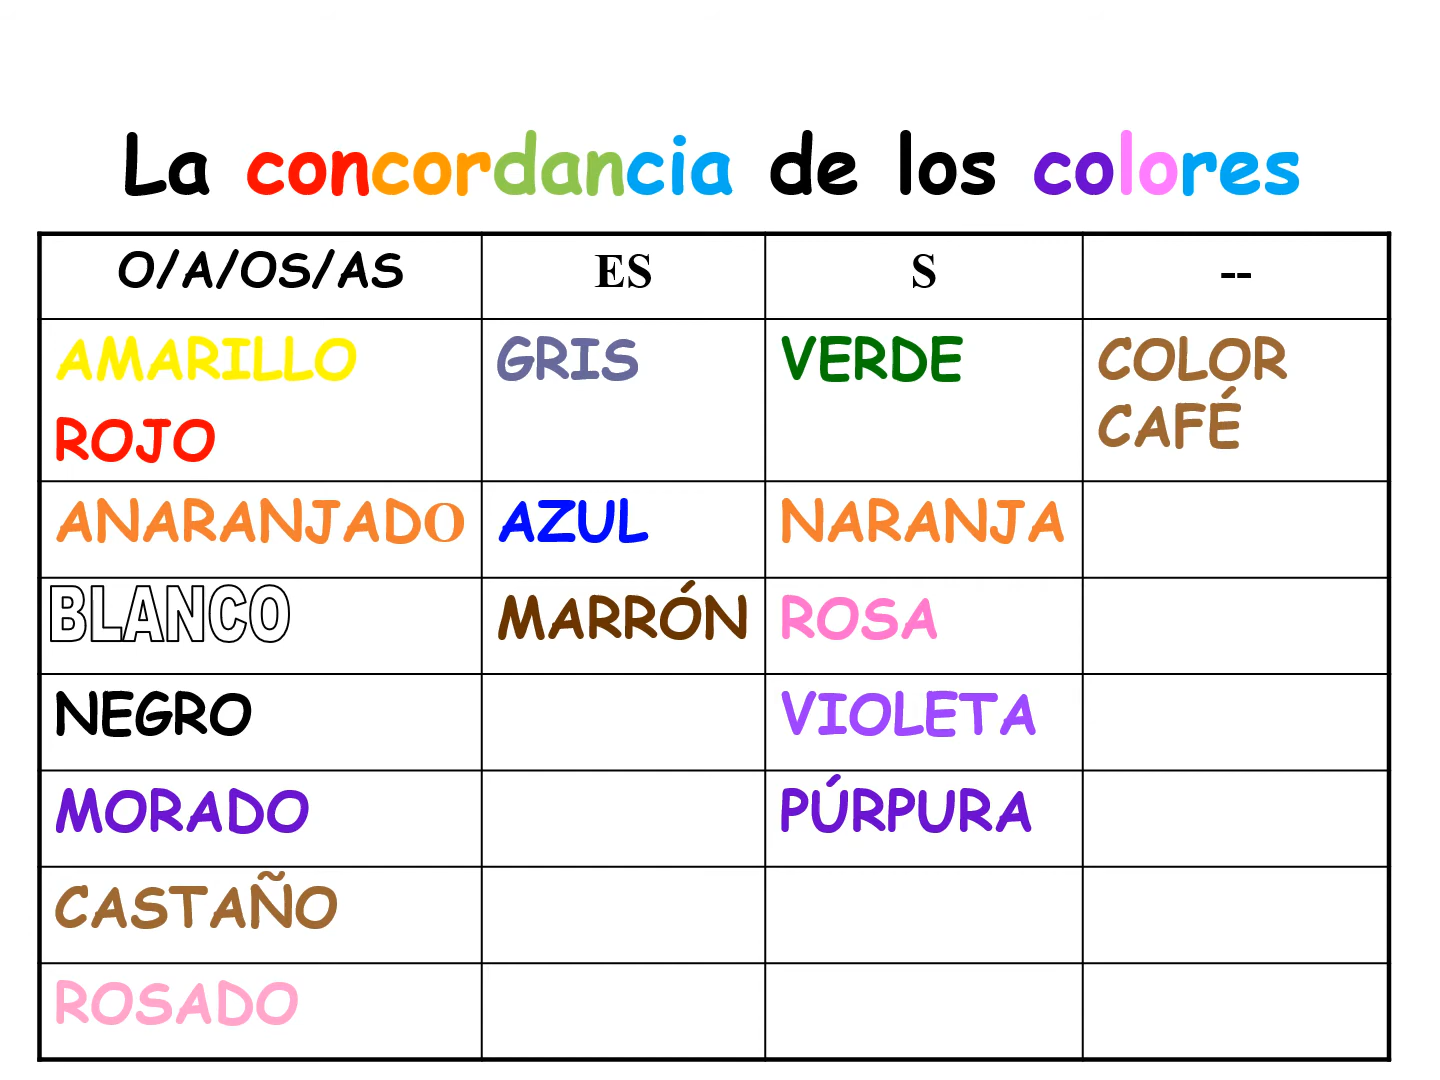 La concordancia de los colores
O/A/OS/AS ES S --
AMARILLO GRIS VERDE COLOR
ROJO CAFÉ
ANARANJADO AZUL NARANJA
BLANCO MARRÓN ROSA
NEGRO VIOLETA
MORADO PÚRPURA
CASTAÑO
ROSADO